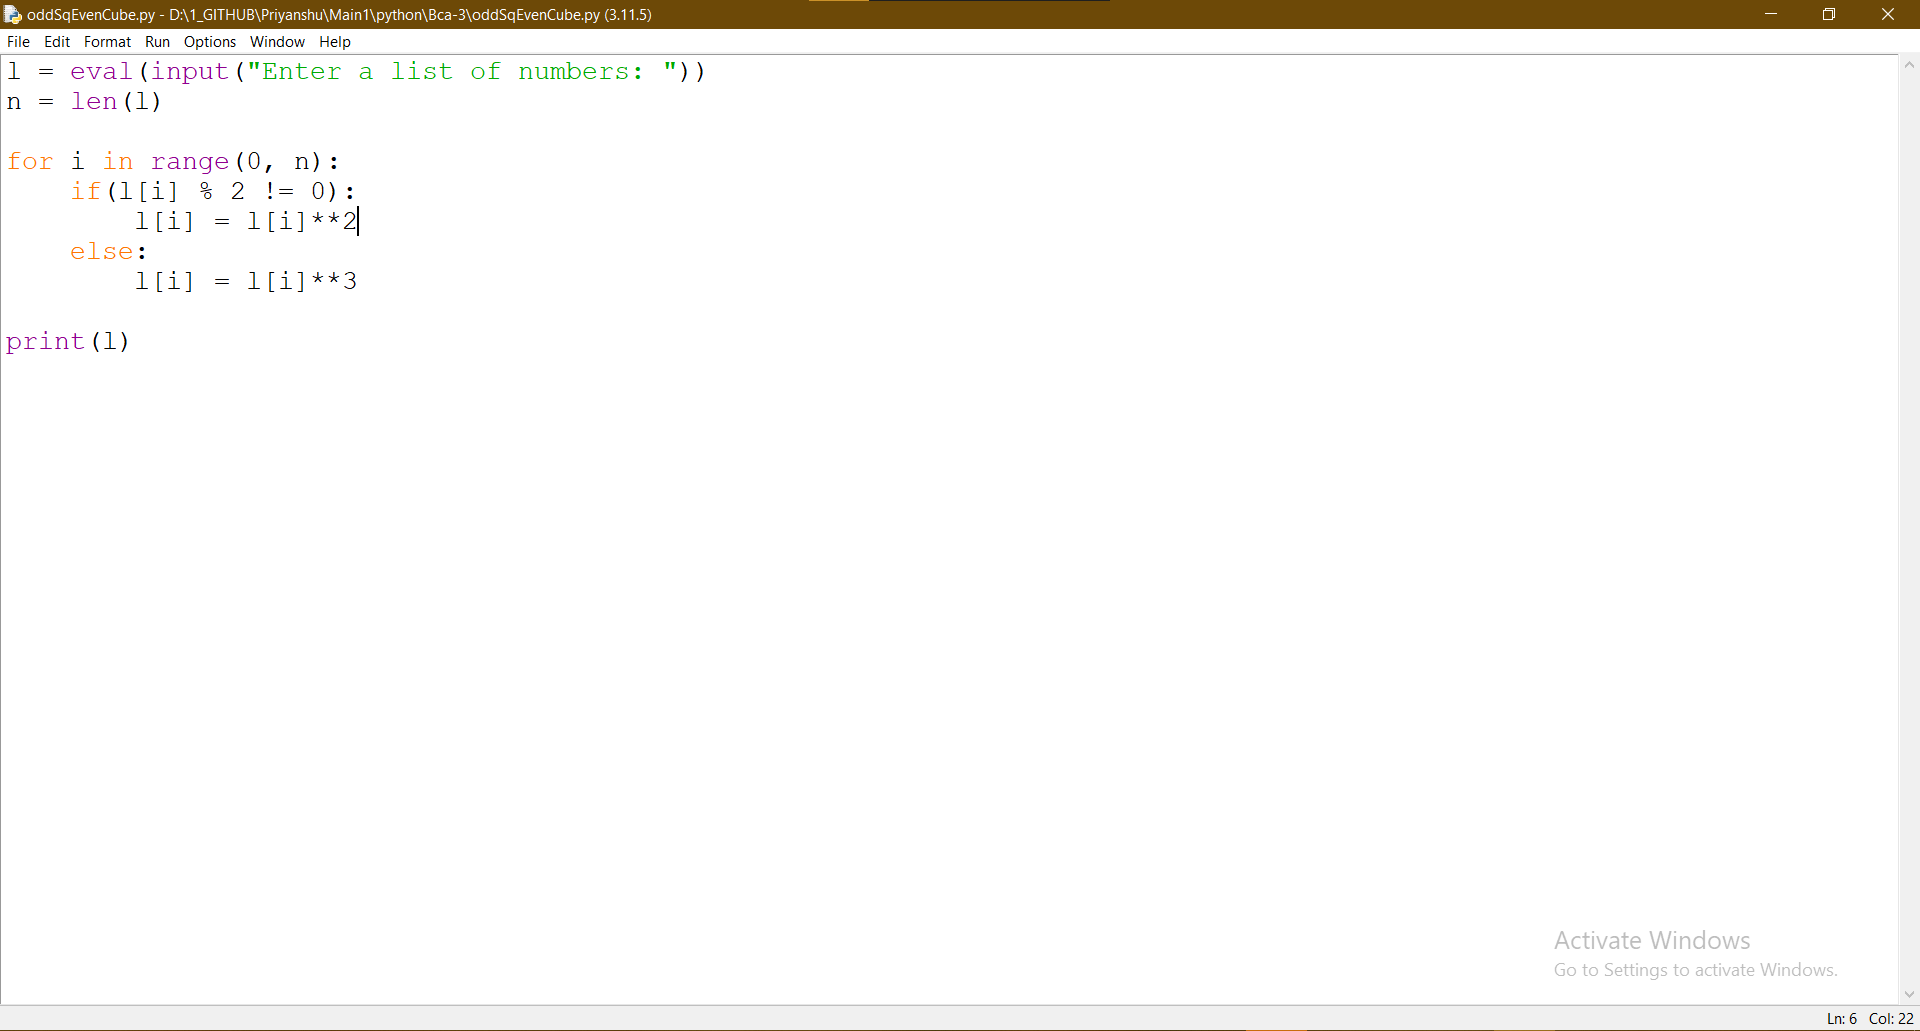 oddSqEvenCube.py - D:\1_GITHUB\Priyanshu\Main1\python\Bca-3\oddSqEvenCube.py (3.11.5)
File Edit Format Run Options Window Help
l = eval(input("Enter a list of numbers: "))
n = len(l)
for i in range(0, n):
    if(l[i] % 2 != 0):
        l[i] = l[i]**2
    else:
        l[i] = l[i]**3
print(l)
Activate Windows
Go to Settings to activate Windows.
Ln: 6 Col: 22